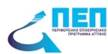 ΠΕΠ
ΠΕΡΙΦΕΡΕΙΑΚΟ ΕΠΙΧΕΙΡΗΣΙΑΚΟ
ΠΡΟΓΡΑΜΜΑ ΑΤΤΙΚΗΣ